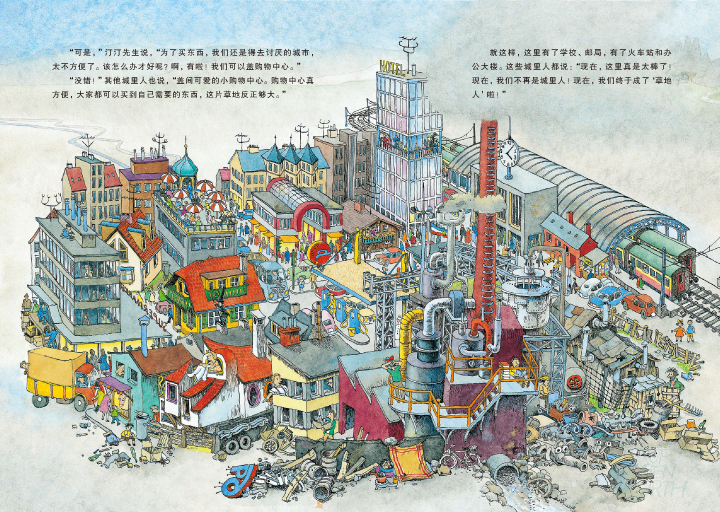 “可是，”汀汀先生说，“为了买东西，我们还是得去讨厌的城市，
太不方便了。该怎么办才好呢？啊，有啦！我们可以盖购物中心。”
“没错！”其他城里人也说，“盖间可爱的小购物中心。购物中心真
方便，大家都可以买到自己需要的东西，这片草地反正够大。”
就这样，这里有了学校、邮局，有了火车站和办
公大楼。这些城里人都说：“现在，这里真是太棒了！
现在，我们不再是城里人！现在，我们终于成了‘草地
人’啦！”
HOTEL